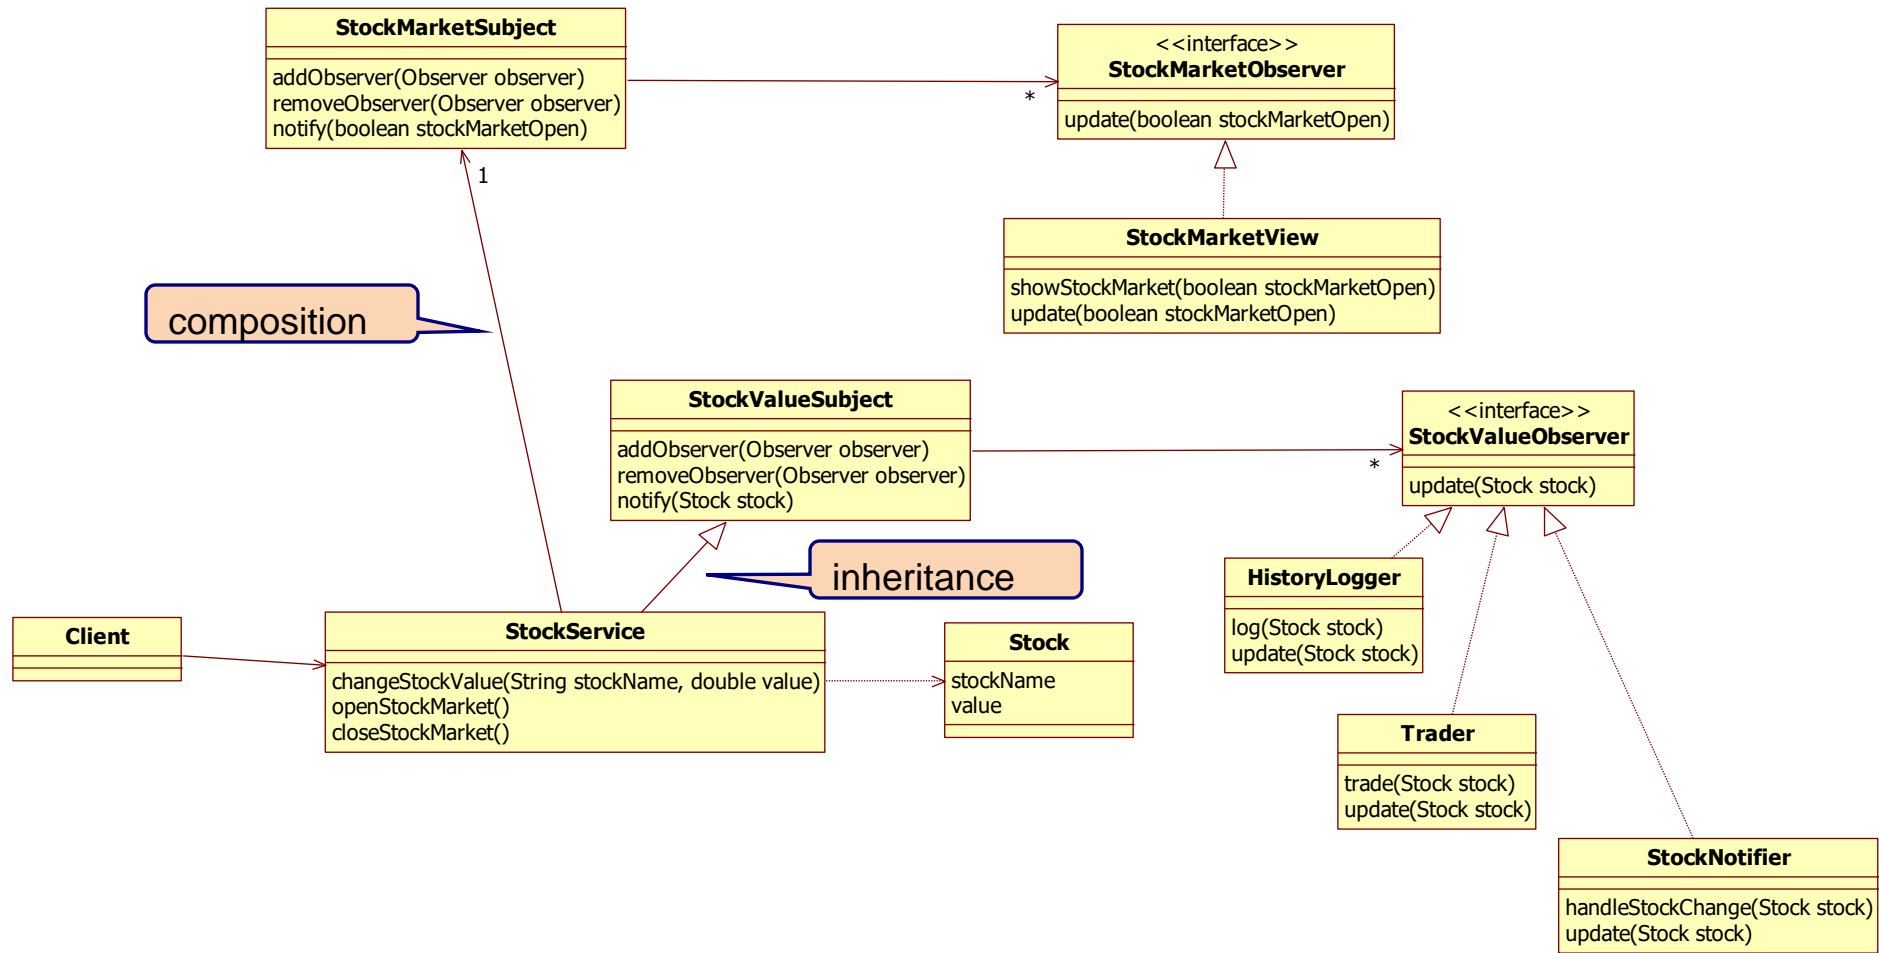 StockMarketSubject
addObserver(Observer observer)
removeObserver(Observer observer)
notify(boolean stockMarketOpen)
<<interface>>
StockMarketObserver
update(boolean stockMarketOpen)
*
1
StockMarketView
showStockMarket(boolean stockMarketOpen)
update(boolean stockMarketOpen)
composition
StockValueSubject
addObserver(Observer observer)
removeObserver(Observer observer)
notify(Stock stock)
<<interface>>
StockValueObserver
update(Stock stock)
*
inheritance
HistoryLogger
log(Stock stock)
update(Stock stock)
Client
StockService
changeStockValue(String stockName, double value)
openStockMarket()
closeStockMarket()
Stock
stockName
value
Trader
trade(Stock stock)
update(Stock stock)
StockNotifier
handleStockChange(Stock stock)
update(Stock stock)